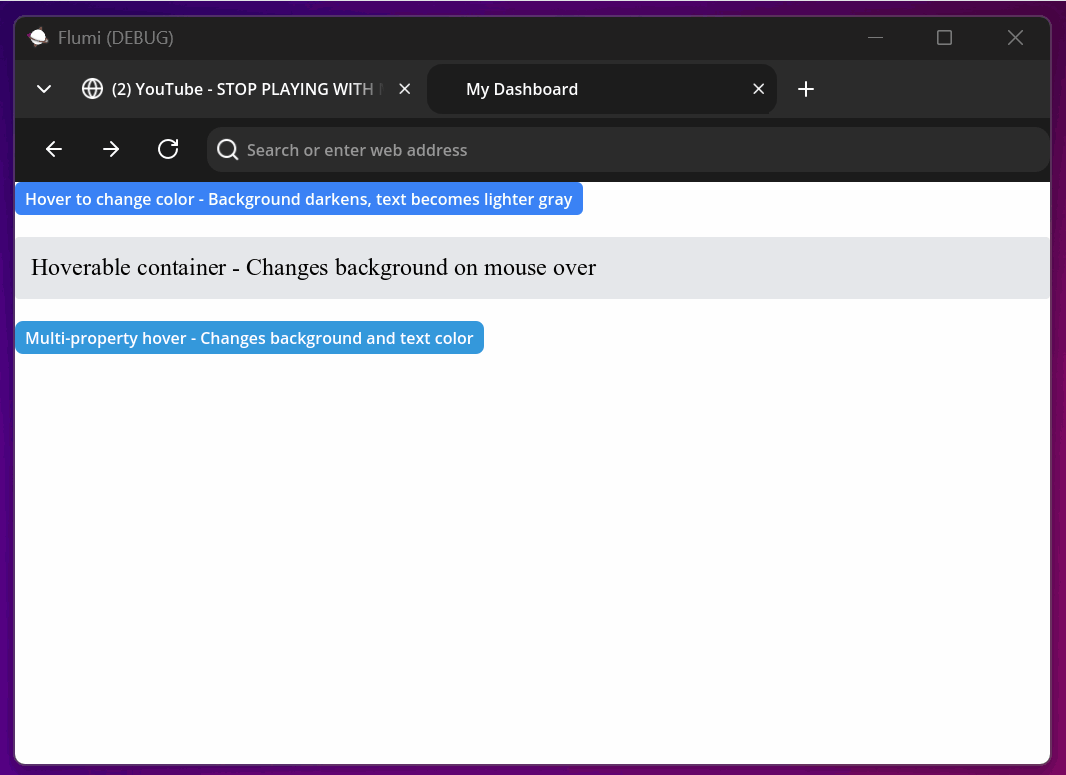 Flumi (DEBUG)
(2) YouTube - STOP PLAYING WITH
My Dashboard
Search or enter web address
Hover to change color - Background darkens, text becomes lighter gray
Hoverable container - Changes background on mouse over
Multi-property hover - Changes background and text color